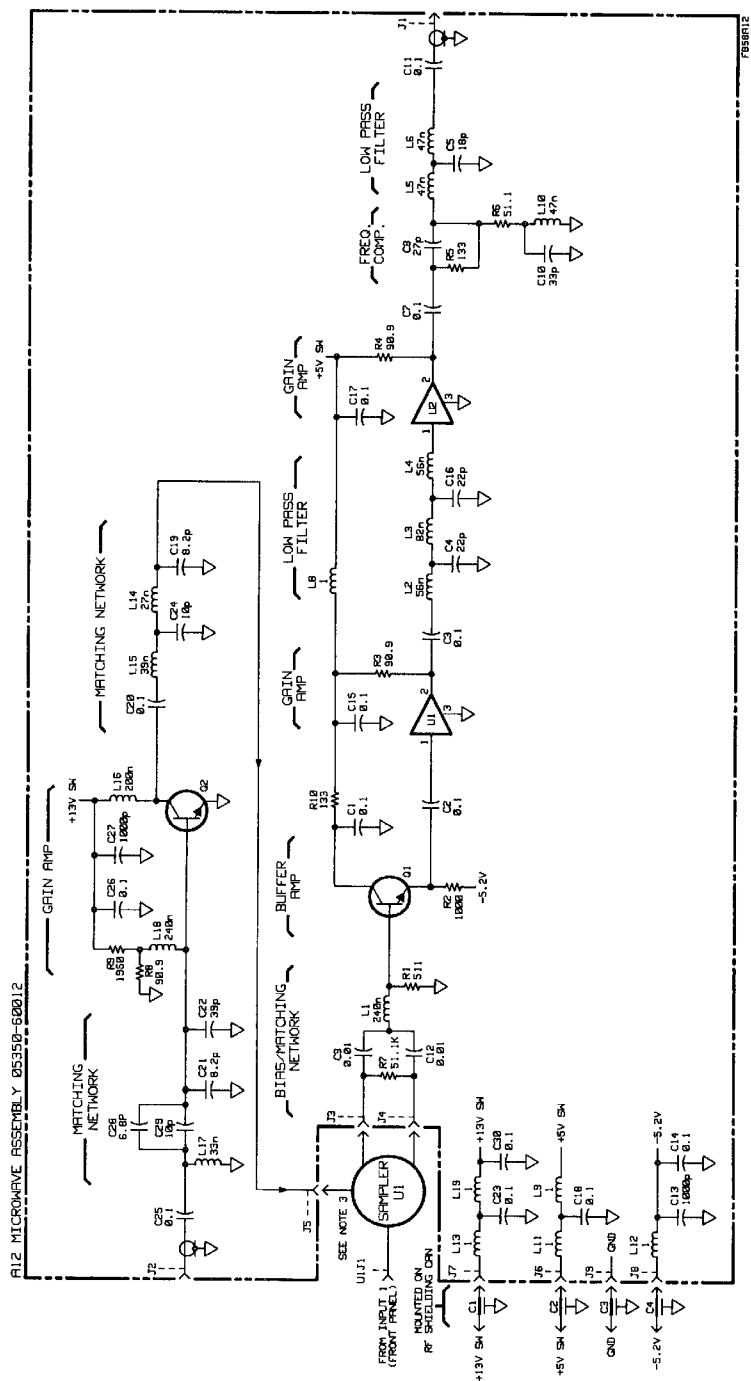 A12 MICROWAVE ASSEMBLY 05350-60012
MATCHING
NETWORK
GAIN AMP
MATCHING NETWORK
J2
C25
0.1
L17
33n
C28
6.8P
C29
10p
C21
8.2p
C22
39p
R9
1960
R8
90.9
L18
240n
C26
0.1
C27
1000p
+13V SW
L16
200n
Q2
C20
0.1
L15
39n
C24
10p
L14
27n
C19
8.2p
BIAS/MATCHING
NETWORK
BUFFER
AMP
GAIN
AMP
LOW PASS
FILTER
GAIN
AMP
FREQ.
COMP.
LOW PASS
FILTER
J5
SEE NOTE 3
SAMPLER
U1
U1J1
FROM INPUT 1
(FRONT PANEL)
J3
J4
C9
0.01
R7
51.1K
C12
0.01
L1
240n
R1
511
Q1
R2
1000
-5.2V
C1
0.1
R10
133
C2
0.1
C15
0.1
1
U1
2
3
R3
90.9
C3
0.1
L8
1
L2
56n
C4
22p
L3
82n
C16
22p
L4
56n
C17
0.1
+5V SW
1
U2
2
3
R4
90.9
C7
0.1
C8
27p
R5
133
R6
51.1
C10
33p
L10
47n
L5
47n
C5
18p
L6
47n
C11
0.1
J1
MOUNTED ON
RF SHIELDING CAN
+13V SW
C1
J7
L13
1
C23
0.1
L19
1
C30
0.1
+13V SW
+5V SW
C2
J6
L11
1
C18
0.1
L9
1
+5V SW
GND
C3
J9
GND
-5.2V
C4
J8
L12
1
C13
1000p
C14
0.1
-5.2V